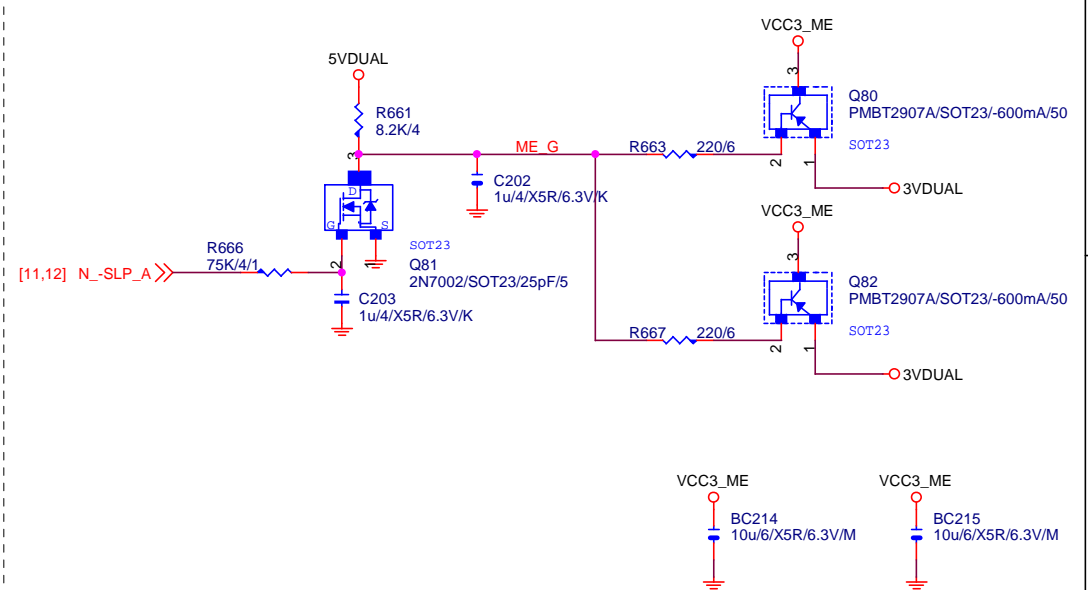 VCC3_ME
3
Q80
PMBT2907A/SOT23/-600mA/50
SOT23
2
1
3VDUAL
5VDUAL
R661
8.2K/4
3
ME_G
R663
220/6
C202
1u/4/X5R/6.3V/K
D
G
S
SOT23
Q81
2N7002/SOT23/25pF/5
2
1
[11,12] N_-SLP_A
R666
75K/4/1
C203
1u/4/X5R/6.3V/K
VCC3_ME
3
Q82
PMBT2907A/SOT23/-600mA/50
SOT23
R667
220/6
2
1
3VDUAL
VCC3_ME
BC214
10u/6/X5R/6.3V/M
VCC3_ME
BC215
10u/6/X5R/6.3V/M